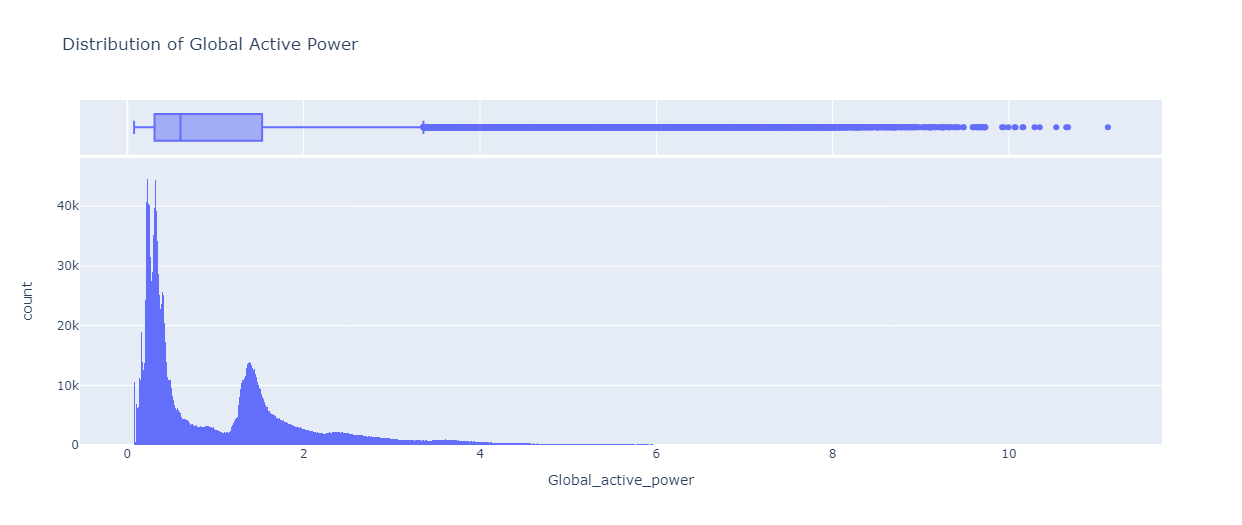 Distribution of Global Active Power
40k
30k
20k
10k
0
count
0 2 4 6 8 10
Global_active_power